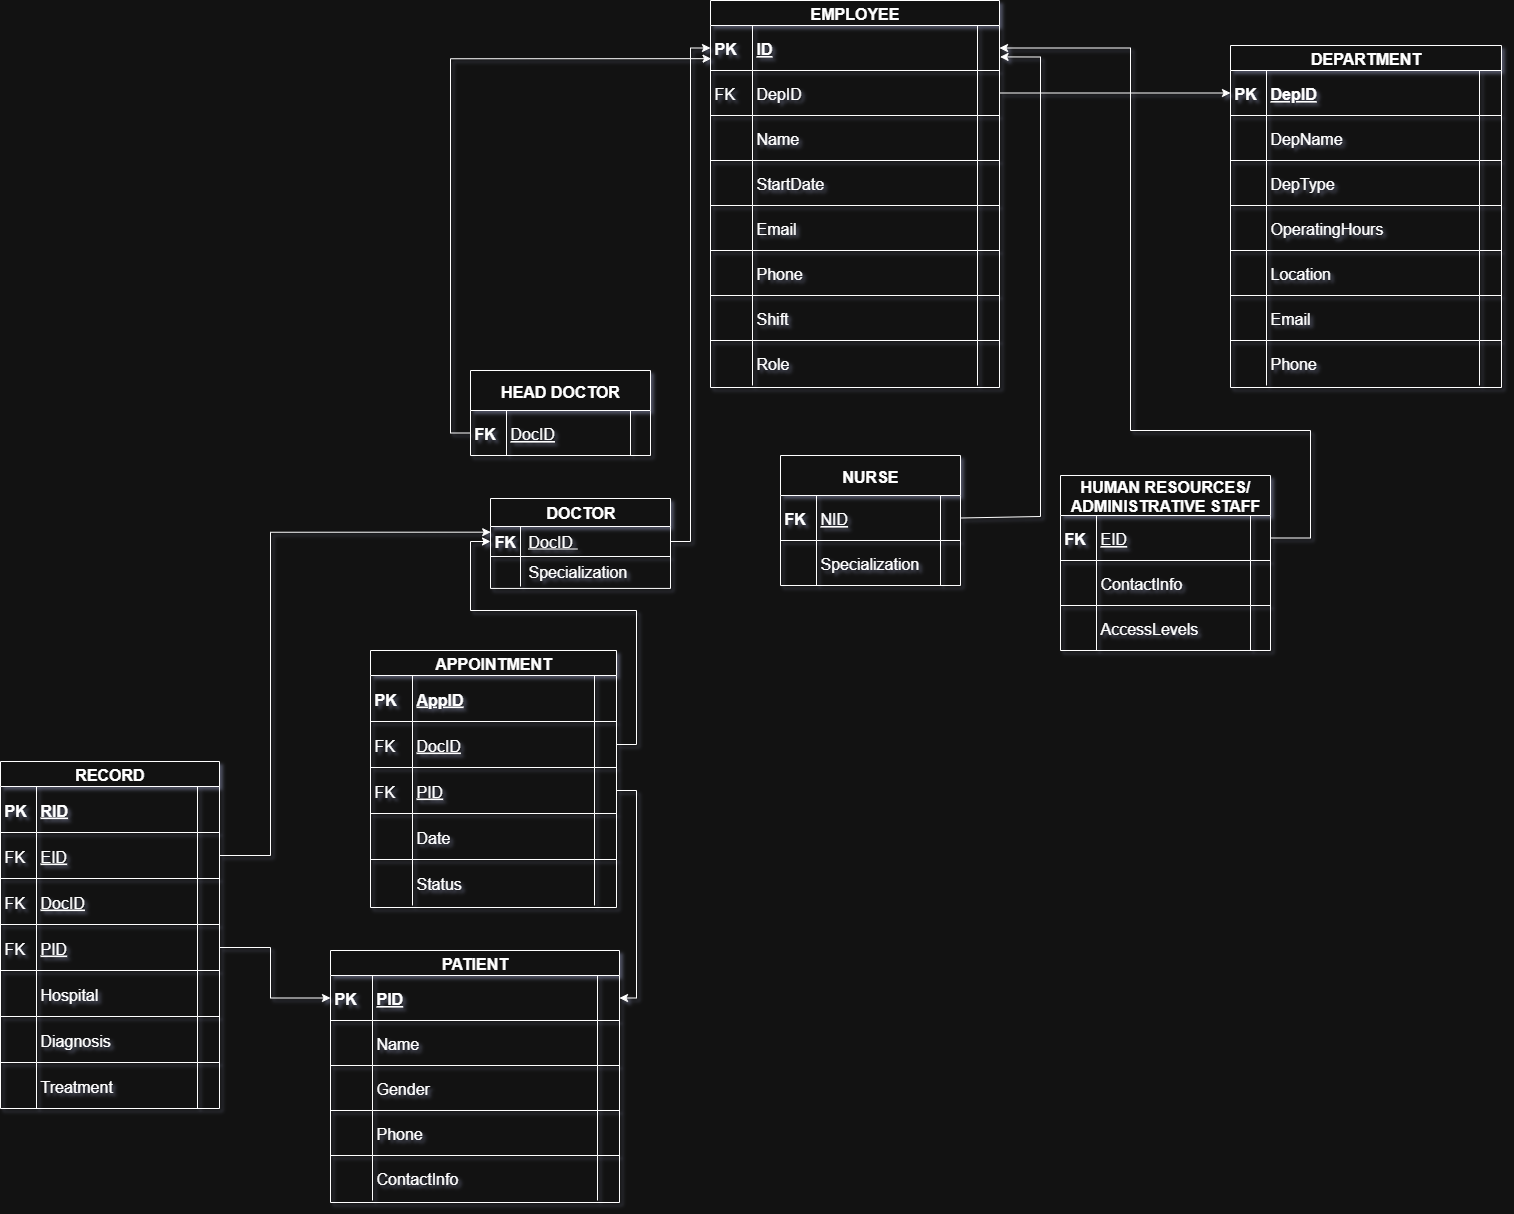 EMPLOYEE
PK ID
FK DepID
Name
StartDate
Email
Phone
Shift
Role
DEPARTMENT
PK DepID
DepName
DepType
OperatingHours
Location
Email
Phone
HEAD DOCTOR
FK DocID
DOCTOR
FK DocID
Specialization
NURSE
FK NID
Specialization
HUMAN RESOURCES/
ADMINISTRATIVE STAFF
FK EID
ContactInfo
AccessLevels
APPOINTMENT
PK AppID
FK DocID
FK PID
Date
Status
RECORD
PK RID
FK EID
FK DocID
FK PID
Hospital
Diagnosis
Treatment
PATIENT
PK PID
Name
Gender
Phone
ContactInfo